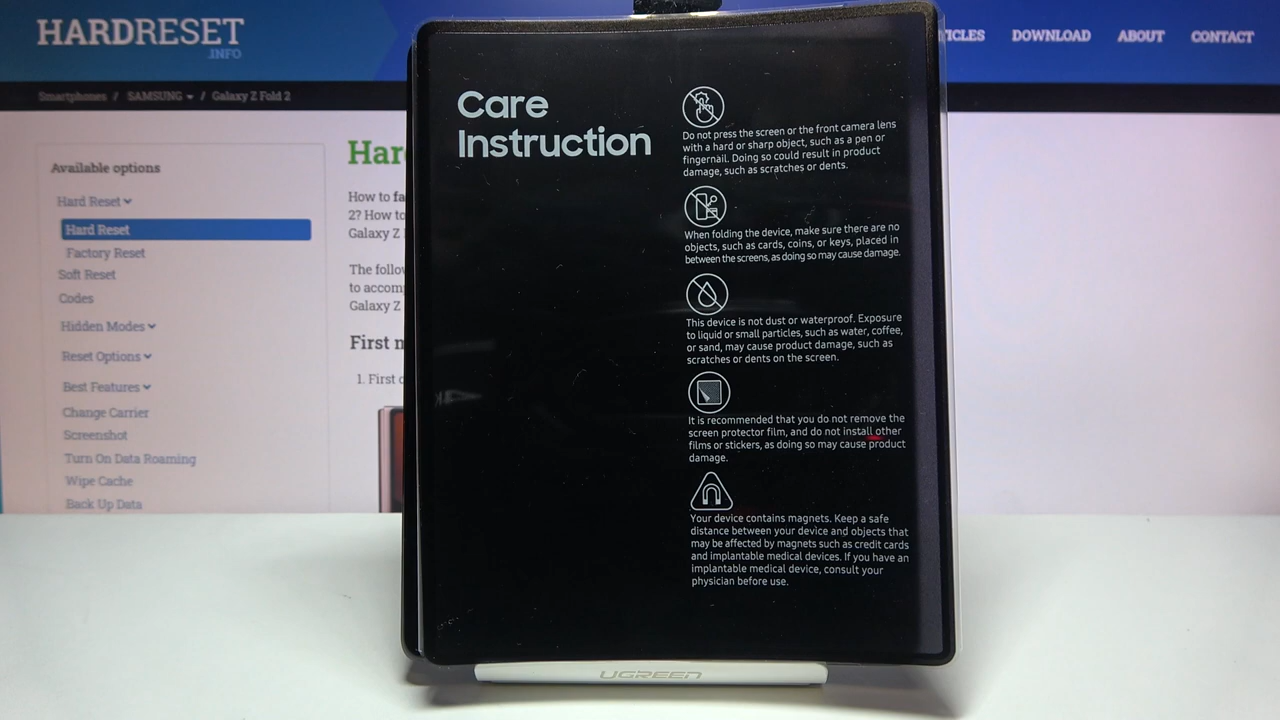 HARDRESET
.INFO
TICLES
DOWNLOAD
ABOUT
CONTACT
Smartphones / SAMSUNG / Galaxy Z Fold 2
Available options
Hard Reset
Hard Reset
Factory Reset
Soft Reset
Codes
Hidden Modes
Reset Options
Best Features
Change Carrier
Screenshot
Turn On Data Roaming
Wipe Cache
Back Up Data
Har
How to fa
2? How to
Galaxy Z
The follow
to accom
Galaxy Z
First m
1. First
Care
Instruction
Do not press the screen or the front camera lens
with a hard or sharp object, such as a pen or
fingernail. Doing so could result in product
damage, such as scratches or dents.
When folding the device, make sure there are no
objects, such as cards, coins, or keys, placed in
between the screens, as doing so may cause damage.
This device is not dust or waterproof. Exposure
to liquid or small particles, such as water, coffee,
or sand, may cause product damage, such as
scratches or dents on the screen.
It is recommended that you do not remove the
screen protector film, and do not install other
films or stickers, as doing so may cause product
damage.
Your device contains magnets. Keep a safe
distance between your device and objects that
may be affected by magnets such as credit cards
and implantable medical devices. If you have an
implantable medical device, consult your
physician before use.
UGREEN